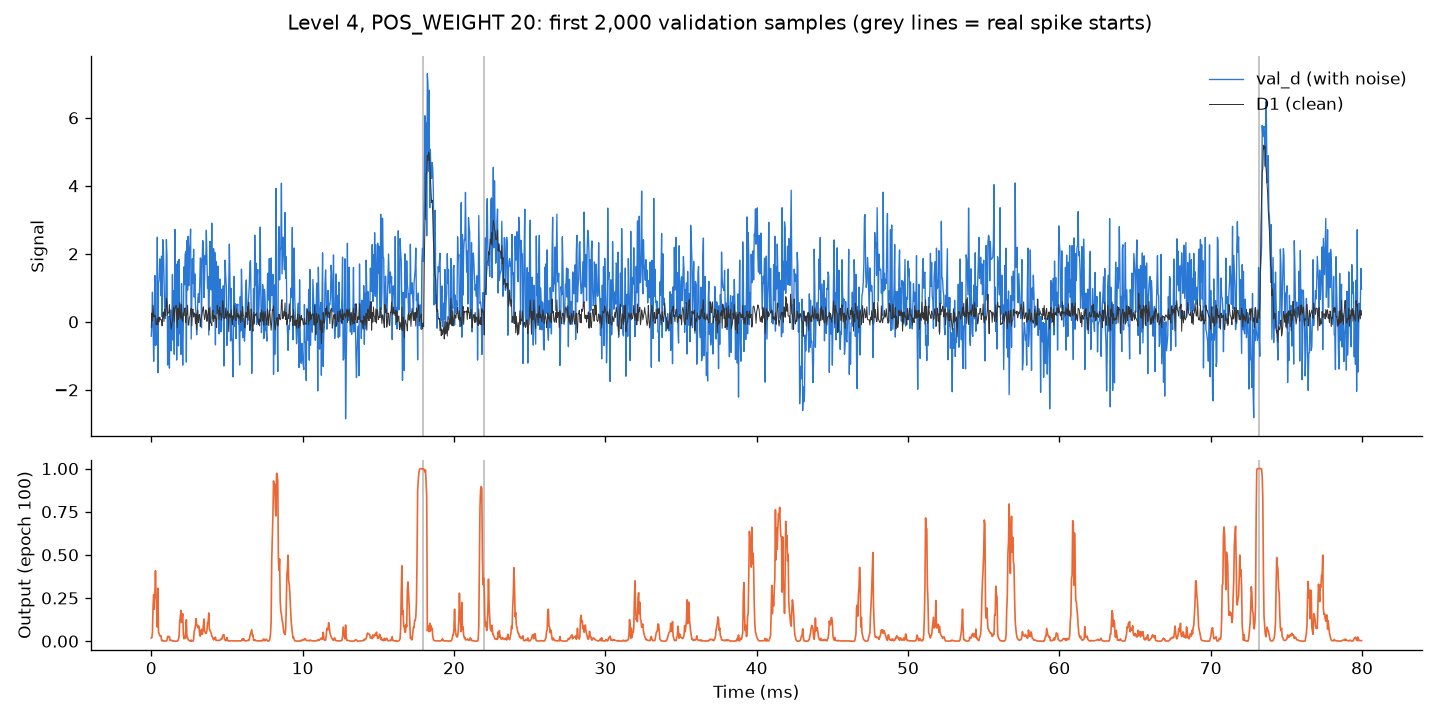 Level 4, POS_WEIGHT 20: first 2,000 validation samples (grey lines = real spike starts)
val_d (with noise)
D1 (clean)
Signal
6
4
2
0
−2
Output (epoch 100)
1.00
0.75
0.50
0.25
0.00
0 10 20 30 40 50 60 70 80
Time (ms)